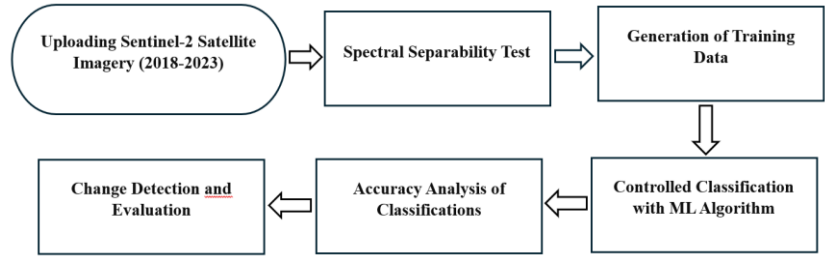 Uploading Sentinel-2 Satellite
Imagery (2018-2023)
Spectral Separability Test
Generation of Training
Data
Controlled Classification
with ML Algorithm
Accuracy Analysis of
Classifications
Change Detection and
Evaluation